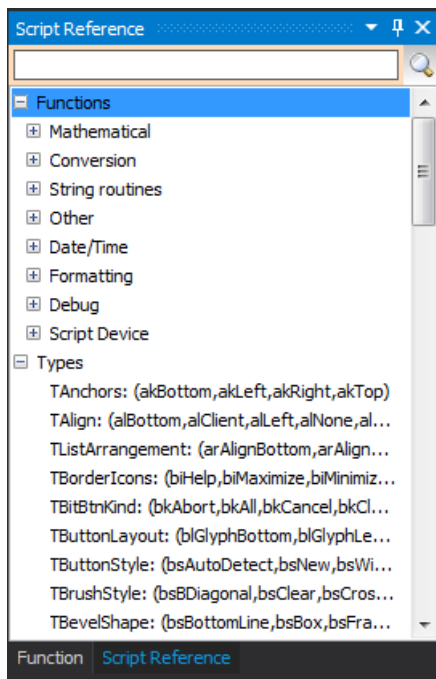 Script Reference
Functions
Mathematical
Conversion
String routines
Other
Date/Time
Formatting
Debug
Script Device
Types
TAnchors: (akBottom,akLeft,akRight,akTop)
TAlign: (alBottom,alClient,alLeft,alNone,al...
TListArrangement: (arAlignBottom,arAlign...
TBorderIcons: (biHelp,biMaximize,biMinimiz...
TBitBtnKind: (bkAbort,bkAll,bkCancel,bkCl...
TButtonLayout: (blGlyphBottom,blGlyphLe...
TButtonStyle: (bsAutoDetect,bsNew,bsWi...
TBrushStyle: (bsBDiagonal,bsClear,bsCros...
TBevelShape: (bsBottomLine,bsBox,bsFra...
Function Script Reference